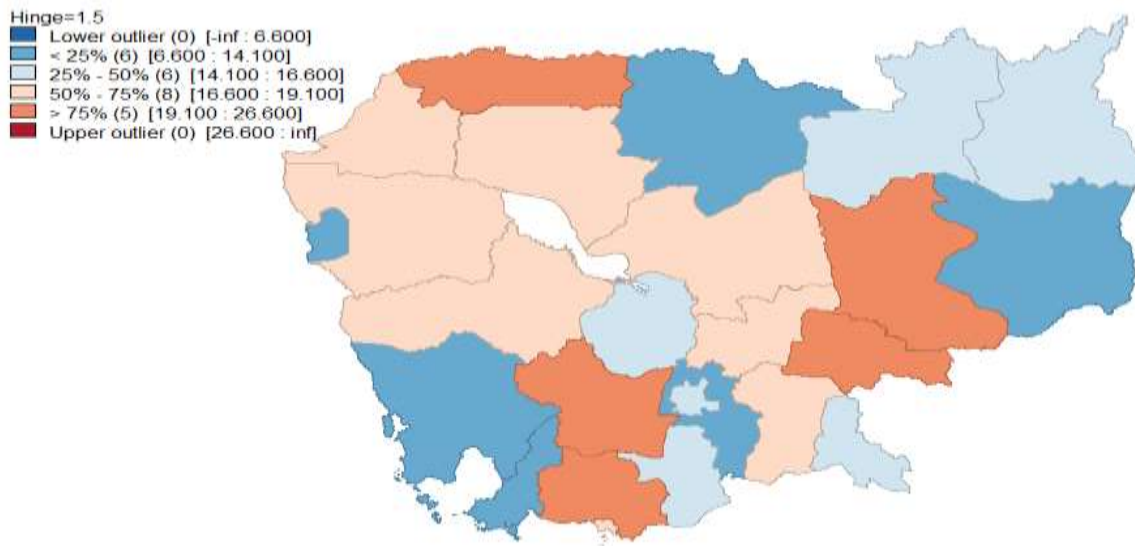 Hinge=1.5
Lower outlier (0) [-inf : 6.600]
< 25% (6) [6.600 : 14.100]
25% - 50% (6) [14.100 : 16.600]
50% - 75% (8) [16.600 : 19.100]
> 75% (5) [19.100 : 26.600]
Upper outlier (0) [26.600 : inf]